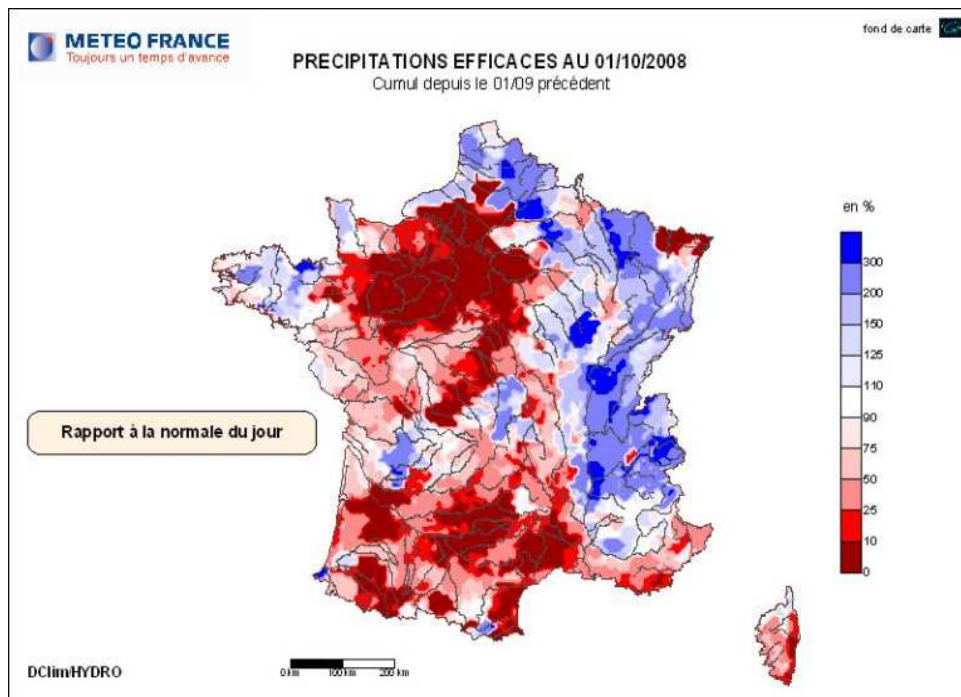 METEO FRANCE
Toujours un temps d'avance
fond de carte
PRECIPITATIONS EFFICACES AU 01/10/2008
Cumul depuis le 01/09 précédent
en %
300
200
150
125
110
90
75
50
25
10
0
Rapport à la normale du jour
DClim/HYDRO
0 km 100 km 200 km